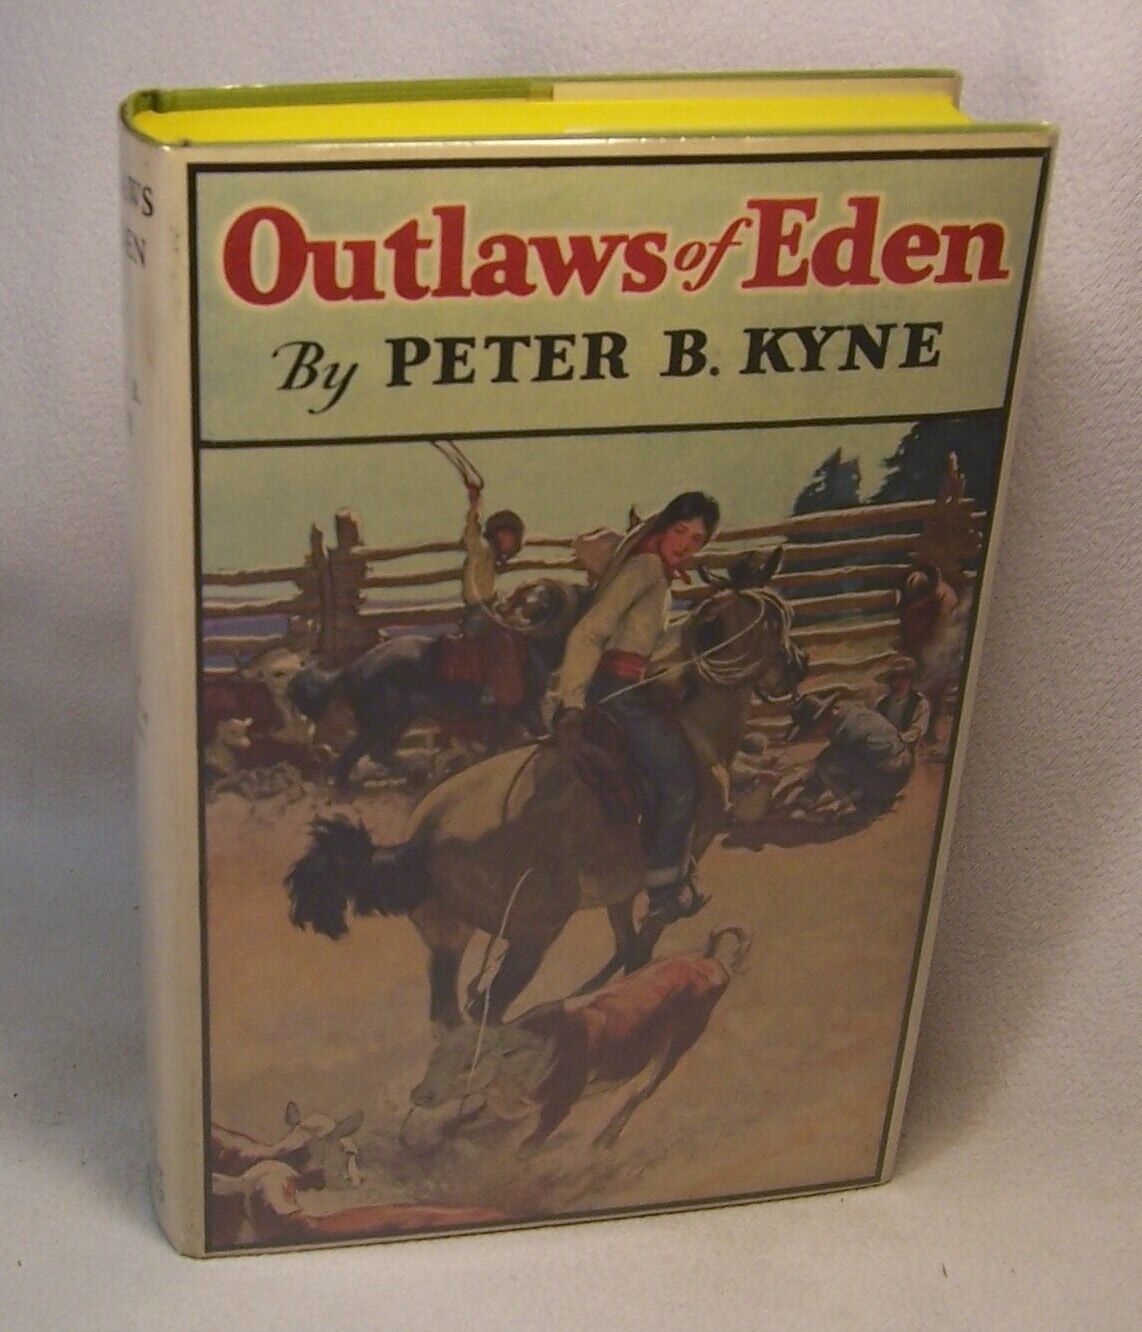 Outlaws of Eden
By PETER B. KYNE